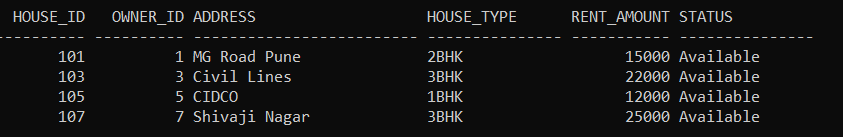 HOUSE_ID OWNER_ID ADDRESS HOUSE_TYPE RENT_AMOUNT STATUS
---------- ---------- ------------------------- --------------- ----------- ---------------
101 1 MG Road Pune 2BHK 15000 Available
103 3 Civil Lines 3BHK 22000 Available
105 5 CIDCO 1BHK 12000 Available
107 7 Shivaji Nagar 3BHK 25000 Available